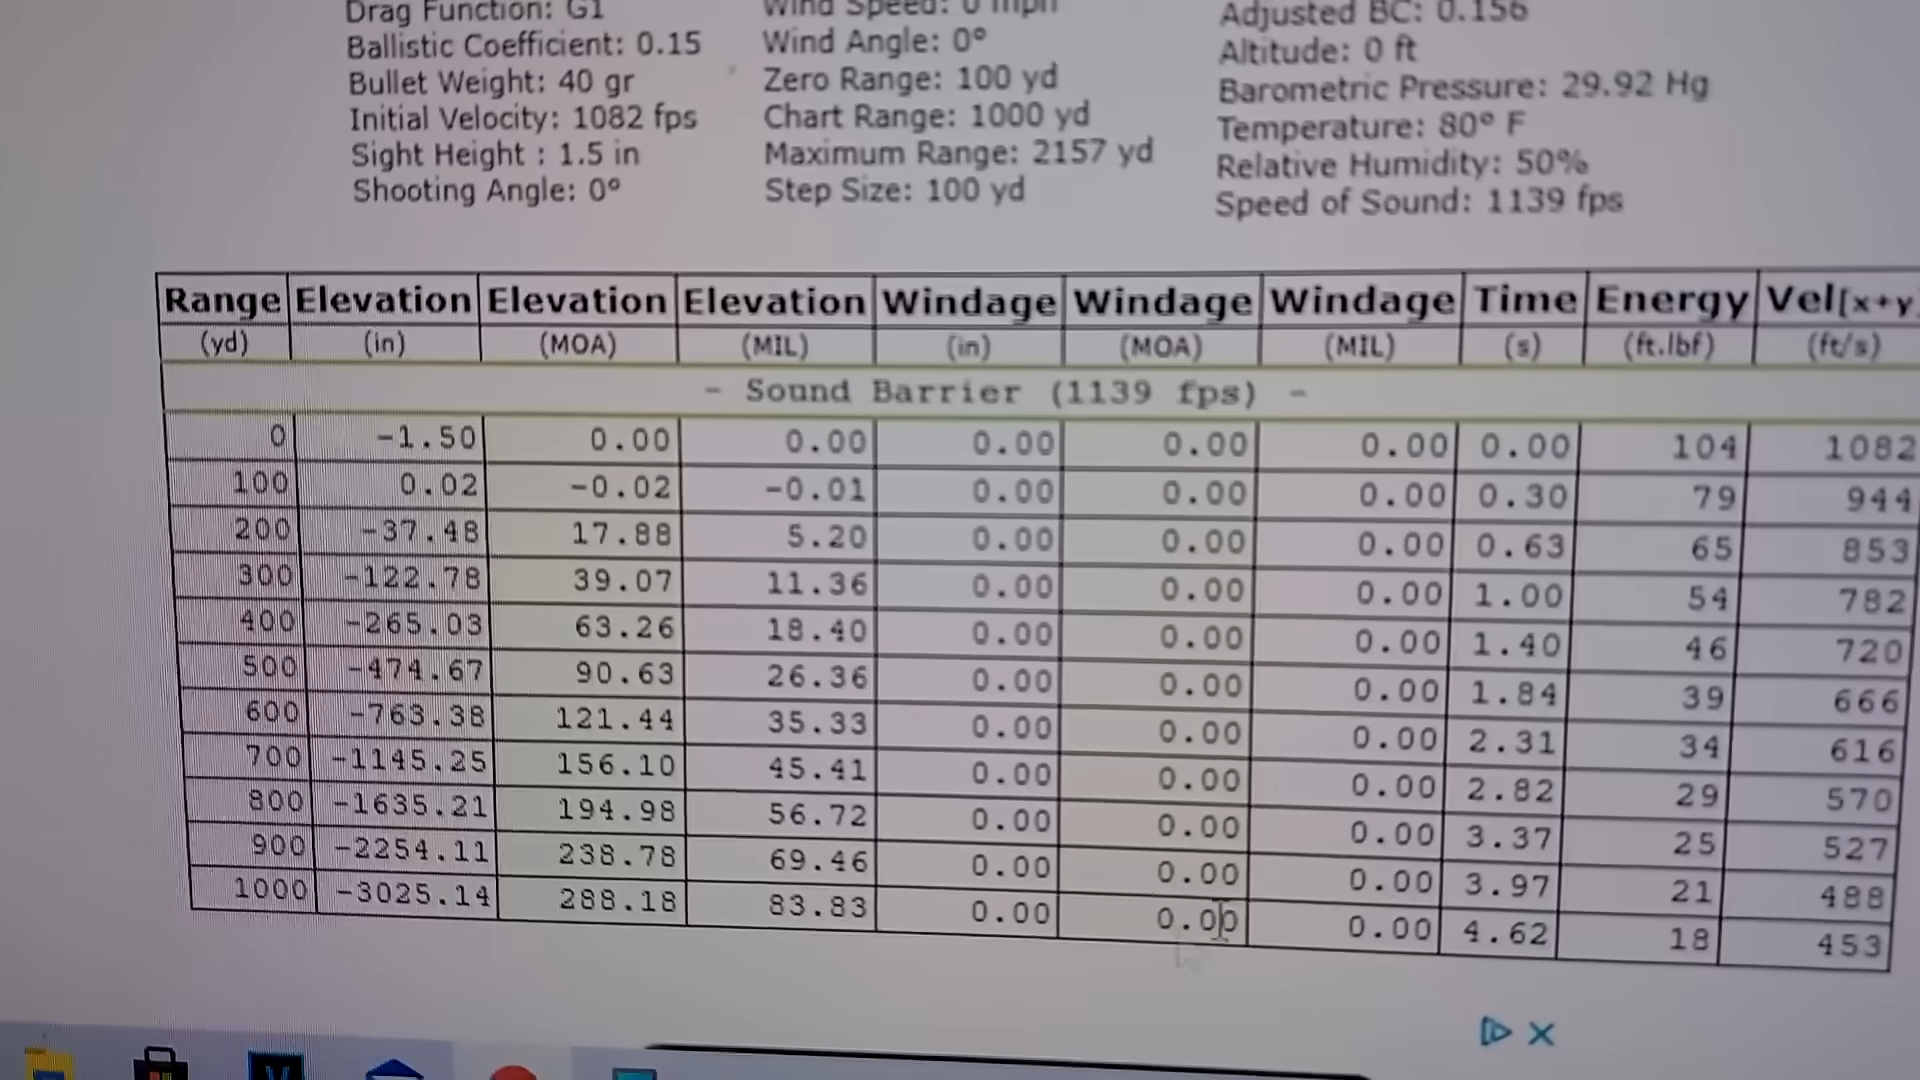 Drag Function: G1 Wind Speed: 0 mph Adjusted BC: 0.156
Ballistic Coefficient: 0.15 Wind Angle: 0° Altitude: 0 ft
Bullet Weight: 40 gr Zero Range: 100 yd Barometric Pressure: 29.92 Hg
Initial Velocity: 1082 fps Chart Range: 1000 yd Temperature: 80° F
Sight Height : 1.5 in Maximum Range: 2157 yd Relative Humidity: 50%
Shooting Angle: 0° Step Size: 100 yd Speed of Sound: 1139 fps
Range Elevation Elevation Elevation Windage Windage Windage Time Energy Vel[x+y
(yd) (in) (MOA) (MIL) (in) (MOA) (MIL) (s) (ft.lbf) (ft/s)
- Sound Barrier (1139 fps) -
0 -1.50 0.00 0.00 0.00 0.00 0.00 0.00 104 1082
100 0.02 -0.02 -0.01 0.00 0.00 0.00 0.30 79 944
200 -37.48 17.88 5.20 0.00 0.00 0.00 0.63 65 853
300 -122.78 39.07 11.36 0.00 0.00 0.00 1.00 54 782
400 -265.03 63.26 18.40 0.00 0.00 0.00 1.40 46 720
500 -474.67 90.63 26.36 0.00 0.00 0.00 1.84 39 666
600 -763.38 121.44 35.33 0.00 0.00 0.00 2.31 34 616
700 -1145.25 156.10 45.41 0.00 0.00 0.00 2.82 29 570
800 -1635.21 194.98 56.72 0.00 0.00 0.00 3.37 25 527
900 -2254.11 238.78 69.46 0.00 0.00 0.00 3.97 21 488
1000 -3025.14 288.18 83.83 0.00 0.00 0.00 4.62 18 453